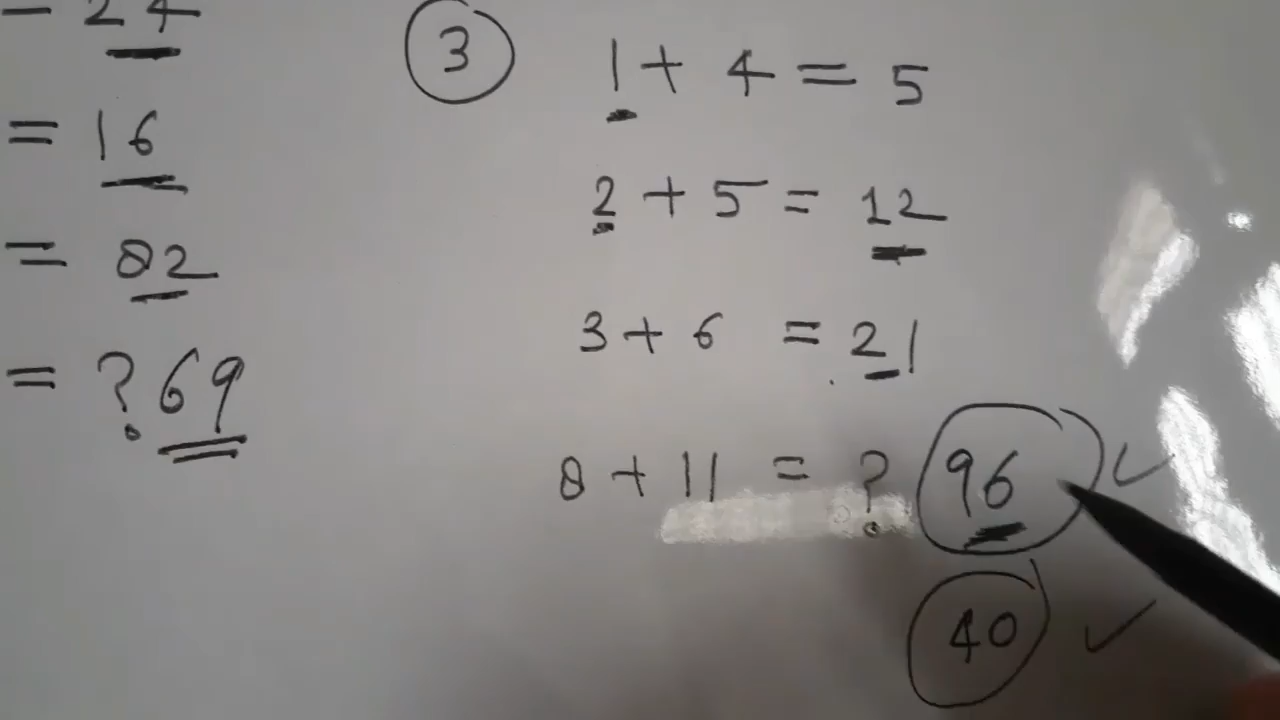 - 24
= 16
= 82
= ? 69
3 1 + 4 = 5
2 + 5 = 12
3 + 6 = 21
8 + 11 = ? 96 ✓
40 ✓